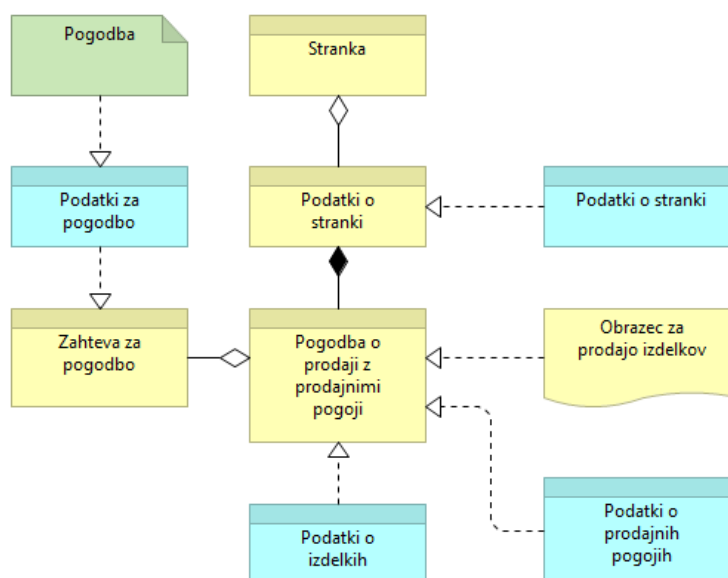 Pogodba
Stranka
Podatki za
pogodbo
Podatki o
stranki
Podatki o stranki
Zahteva za
pogodbo
Pogodba o
prodaji z
prodajnimi
pogoji
Obrazec za
prodajo izdelkov
Podatki o
izdelkih
Podatki o
prodajnih
pogojih